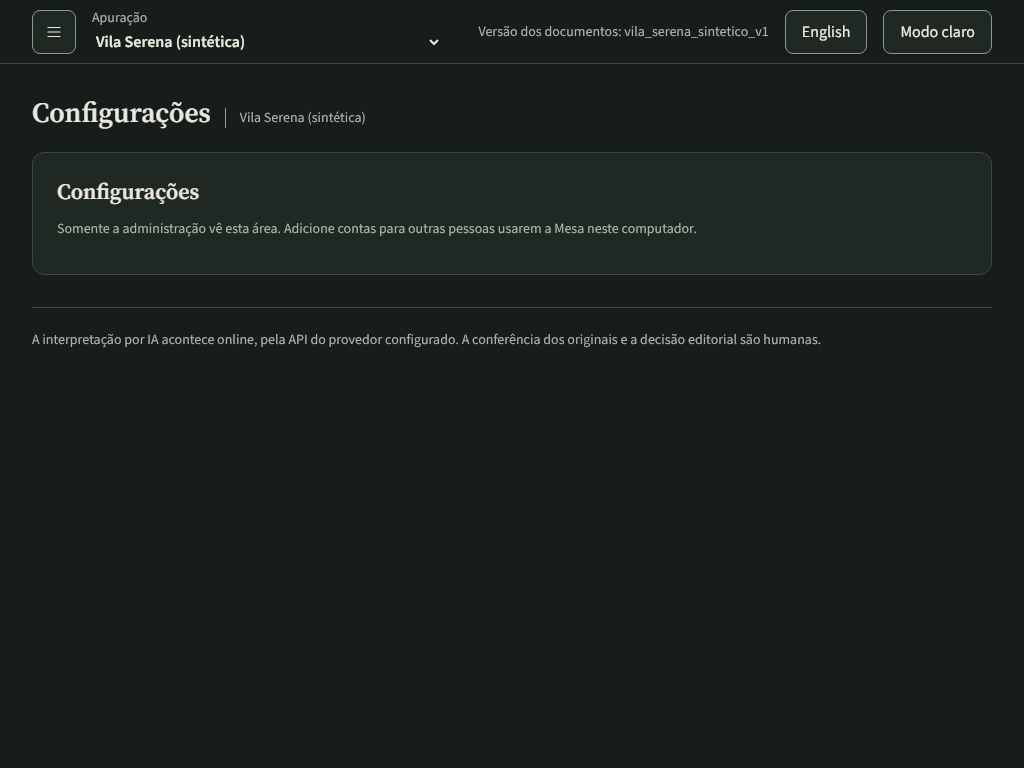 Apuração
Vila Serena (sintética)
Versão dos documentos: vila_serena_sintetico_v1
English
Modo claro
Configurações
Vila Serena (sintética)
Configurações
Somente a administração vê esta área. Adicione contas para outras pessoas usarem a Mesa neste computador.
A interpretação por IA acontece online, pela API do provedor configurado. A conferência dos originais e a decisão editorial são humanas.